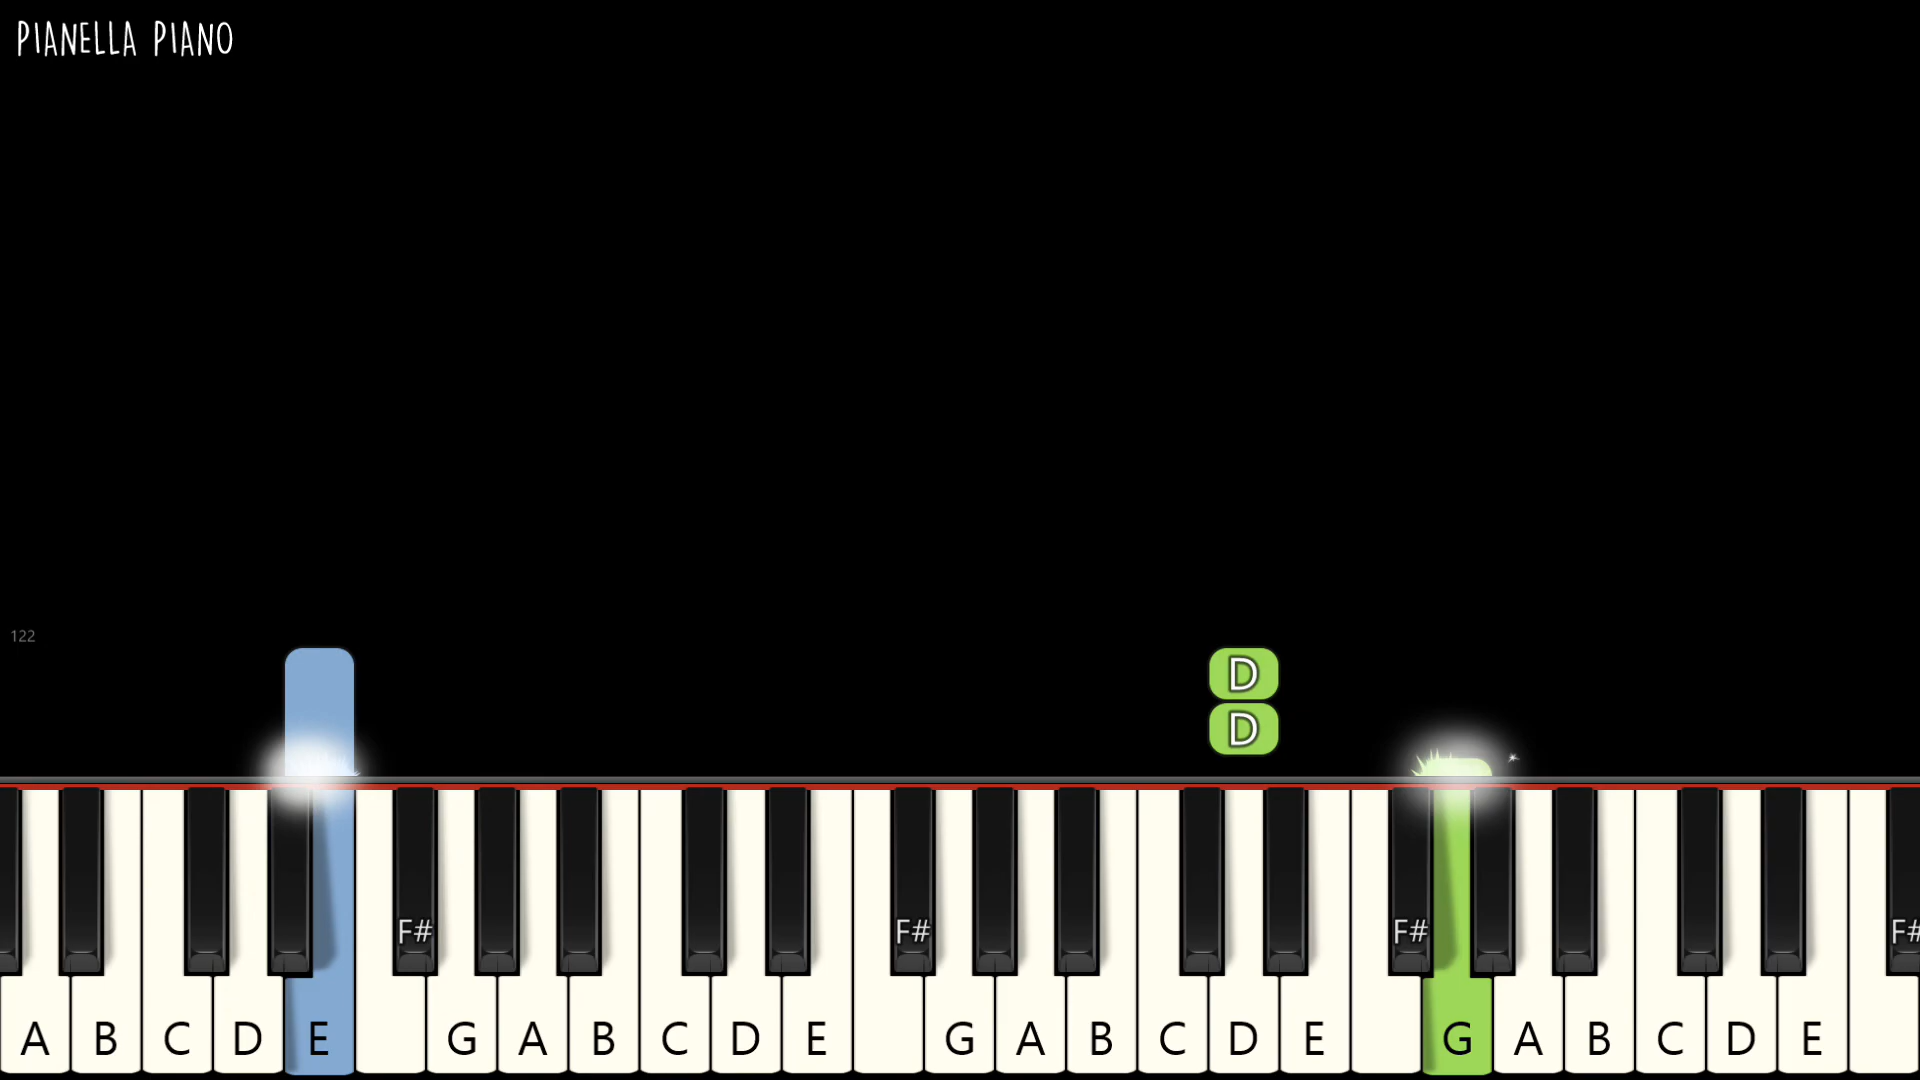 PIANELLA PIANO
122
D
D
F# F# F# F#
A B C D E G A B C D E G A B C D E G A B C D E